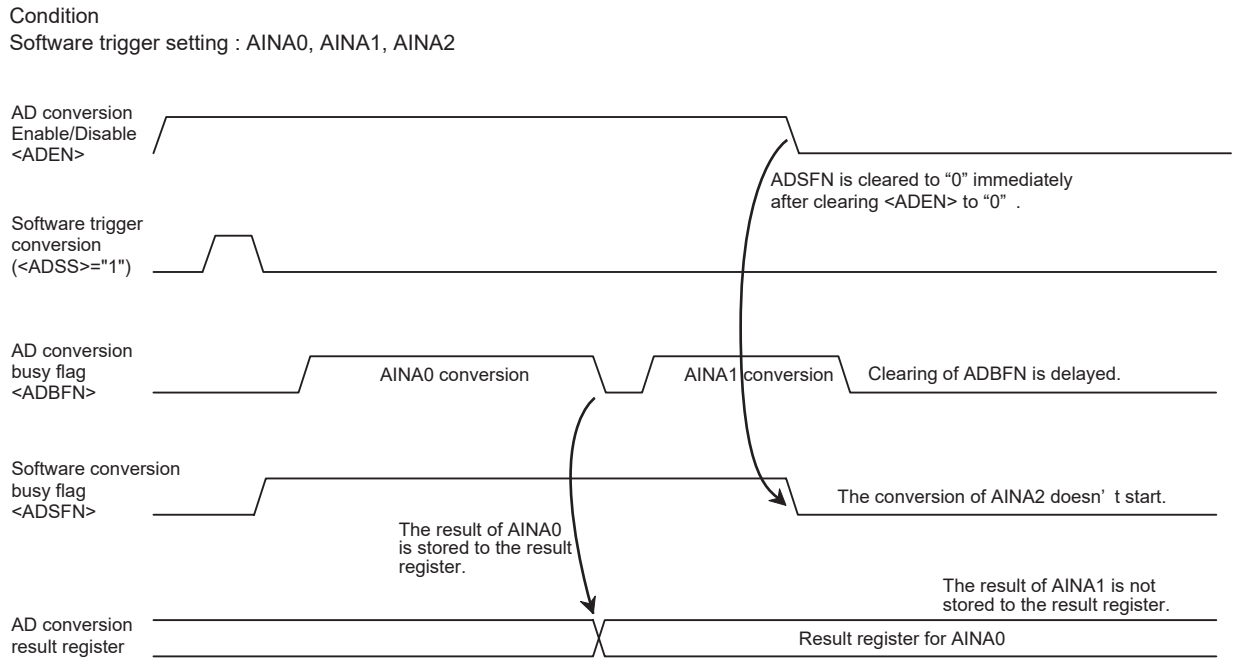 Condition
Software trigger setting : AINA0, AINA1, AINA2
AD conversion
Enable/Disable
<ADEN>
ADSFN is cleared to “0” immediately
after clearing <ADEN> to “0” .
Software trigger
conversion
(<ADSS>="1")
AD conversion
busy flag
<ADBFN>
AINA0 conversion
AINA1 conversion
Clearing of ADBFN is delayed.
Software conversion
busy flag
<ADSFN>
The conversion of AINA2 doesn’ t start.
The result of AINA0
is stored to the result
register.
The result of AINA1 is not
stored to the result register.
AD conversion
result register
Result register for AINA0